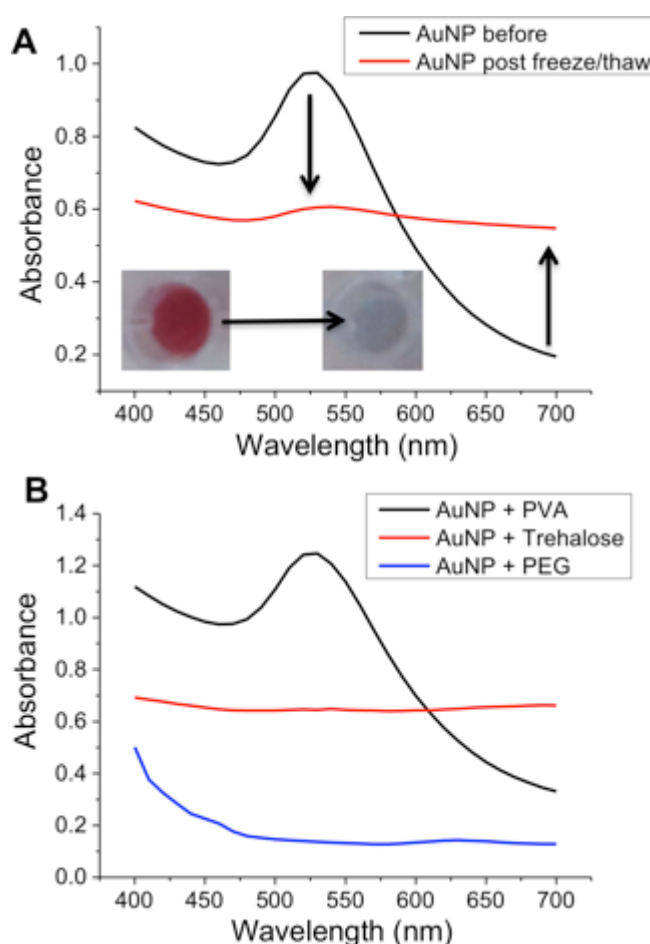 A
AuNP before
AuNP post freeze/thaw
1.0
0.8
0.6
0.4
0.2
Absorbance
400 450 500 550 600 650 700
Wavelength (nm)
B
AuNP + PVA
AuNP + Trehalose
AuNP + PEG
1.4
1.2
1.0
0.8
0.6
0.4
0.2
0.0
Absorbance
400 450 500 550 600 650 700
Wavelength (nm)